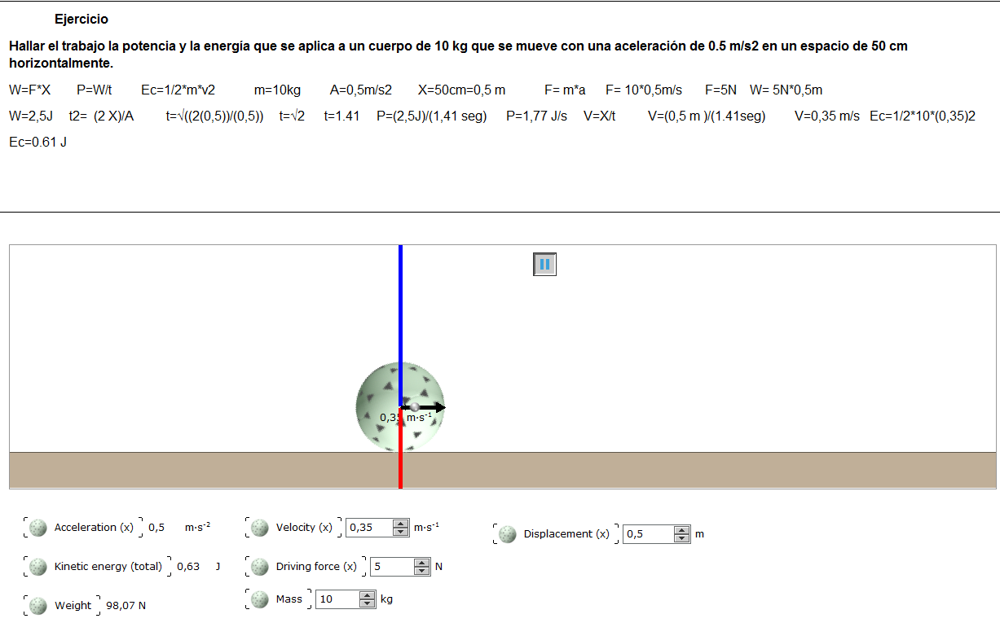 Ejercicio
Hallar el trabajo la potencia y la energía que se aplica a un cuerpo de 10 kg que se mueve con una aceleración de 0.5 m/s2 en un espacio de 50 cm
horizontalmente.
W=F*X P=W/t Ec=1/2*m*v2 m=10kg A=0,5m/s2 X=50cm=0,5 m F= m*a F= 10*0,5m/s F=5N W= 5N*0,5m
W=2,5J t2= (2 X)/A t=√((2(0,5))/(0,5)) t=√2 t=1.41 P=(2,5J)/(1,41 seg) P=1,77 J/s V=X/t V=(0,5 m )/(1.41seg) V=0,35 m/s Ec=1/2*10*(0,35)2
Ec=0.61 J
0,35 m·s⁻¹
Acceleration (x) 0,5 m·s⁻² Velocity (x) 0,35 m·s⁻¹ Displacement (x) 0,5 m
Kinetic energy (total) 0,63 J Driving force (x) 5 N
Weight 98,07 N Mass 10 kg